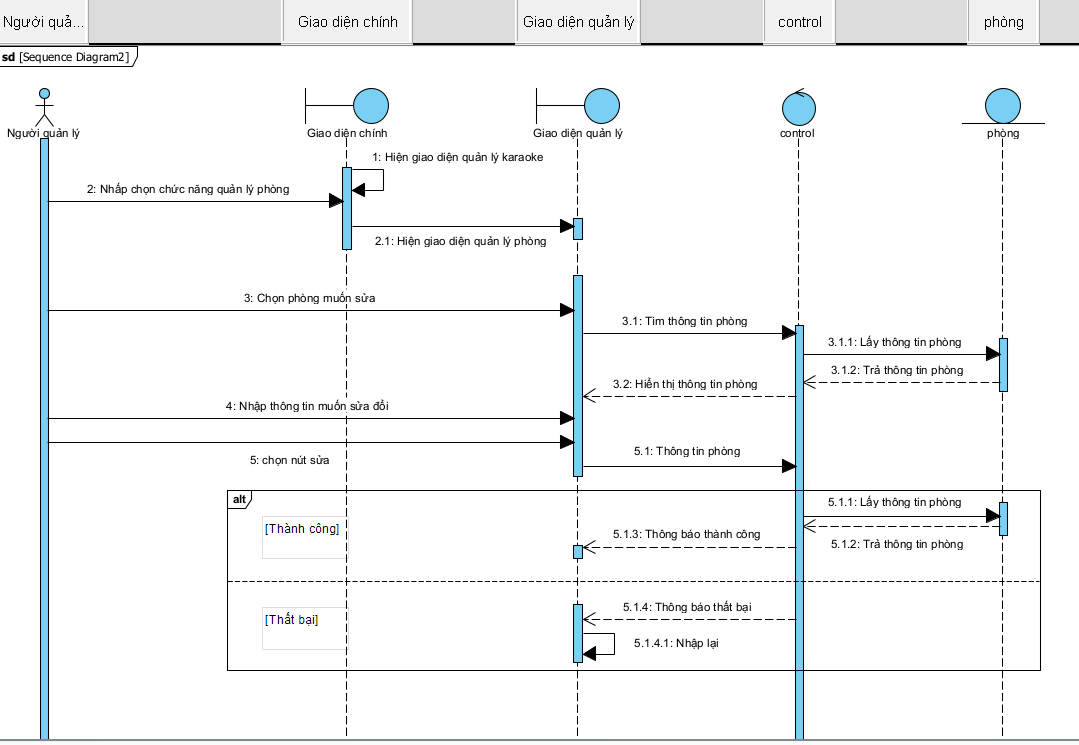 Người quả...
Giao diện chính
Giao diện quản lý
control
phòng
sd [Sequence Diagram2]
Người quản lý
Giao diện chính
Giao diện quản lý
control
phòng
1: Hiện giao diện quản lý karaoke
2: Nhấp chọn chức năng quản lý phòng
2.1: Hiện giao diện quản lý phòng
3: Chọn phòng muốn sửa
3.1: Tìm thông tin phòng
3.1.1: Lấy thông tin phòng
3.1.2: Trả thông tin phòng
3.2: Hiển thị thông tin phòng
4: Nhập thông tin muốn sửa đổi
5.1: Thông tin phòng
5: chọn nút sửa
alt
5.1.1: Lấy thông tin phòng
[Thành công]
5.1.3: Thông báo thành công
5.1.2: Trả thông tin phòng
5.1.4: Thông báo thất bại
[Thất bại]
5.1.4.1: Nhập lại